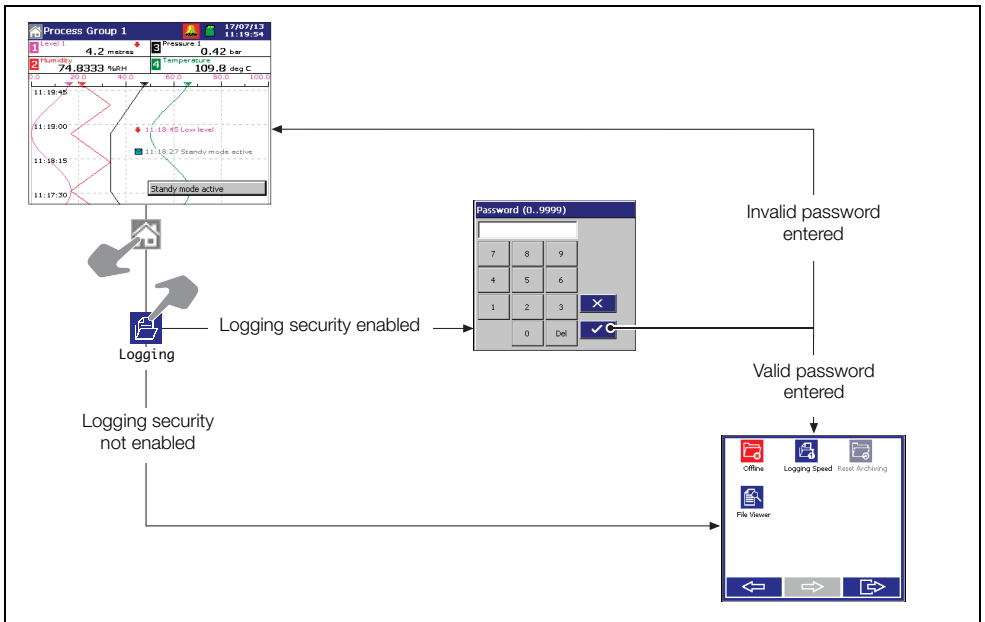 Process Group 1
17/07/13
11:19:54
1 Level 1
4.2 metres
3 Pressure 1
0.42 bar
2 Humidity
74.8333 %RH
4 Temperature
109.8 deg C
0.0 20.0 40.0 60.0 80.0 100.0
11:19:45
11:19:00
11:18:45 Low level
11:18:27 Standy mode active
11:18:15
Standy mode active
11:17:30
Password (0..9999)
7 8 9
4 5 6
1 2 3
0 Del
Invalid password
entered
Logging security enabled
Logging
Valid password
entered
Logging security
not enabled
Offline
Logging Speed
Reset Archiving
File Viewer